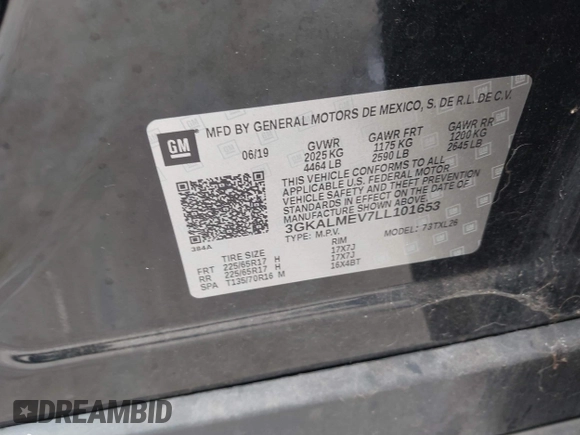 GM
MFD BY GENERAL MOTORS DE MEXICO, S. DE R.L. DE C.V.
06/19 GVWR GAWR FRT GAWR RR
2025 KG 1175 KG 1200 KG
4464 LB 2590 LB 2645 LB
THIS VEHICLE CONFORMS TO ALL
APPLICABLE U.S. FEDERAL MOTOR
VEHICLE SAFETY AND THEFT PREVENTION
STANDARDS IN EFFECT ON THE DATE OF
MANUFACTURE SHOWN ABOVE.
3GKALMEV7LL101653
TYPE: M.P.V. MODEL: 73TXL26
384A
TIRE SIZE RIM
FRT 225/65R17 H 17X7J
RR 225/65R17 H 17X7J
SPA T135/70R16 M 16X4BT
DREAMBID